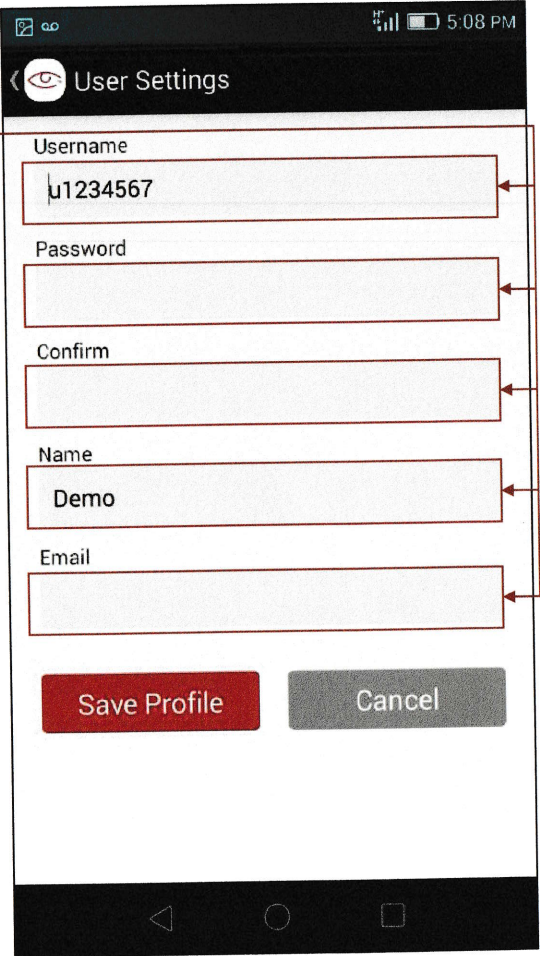 H+ 5:08 PM
User Settings
Username
u1234567
Password
Confirm
Name
Demo
Email
Save Profile Cancel